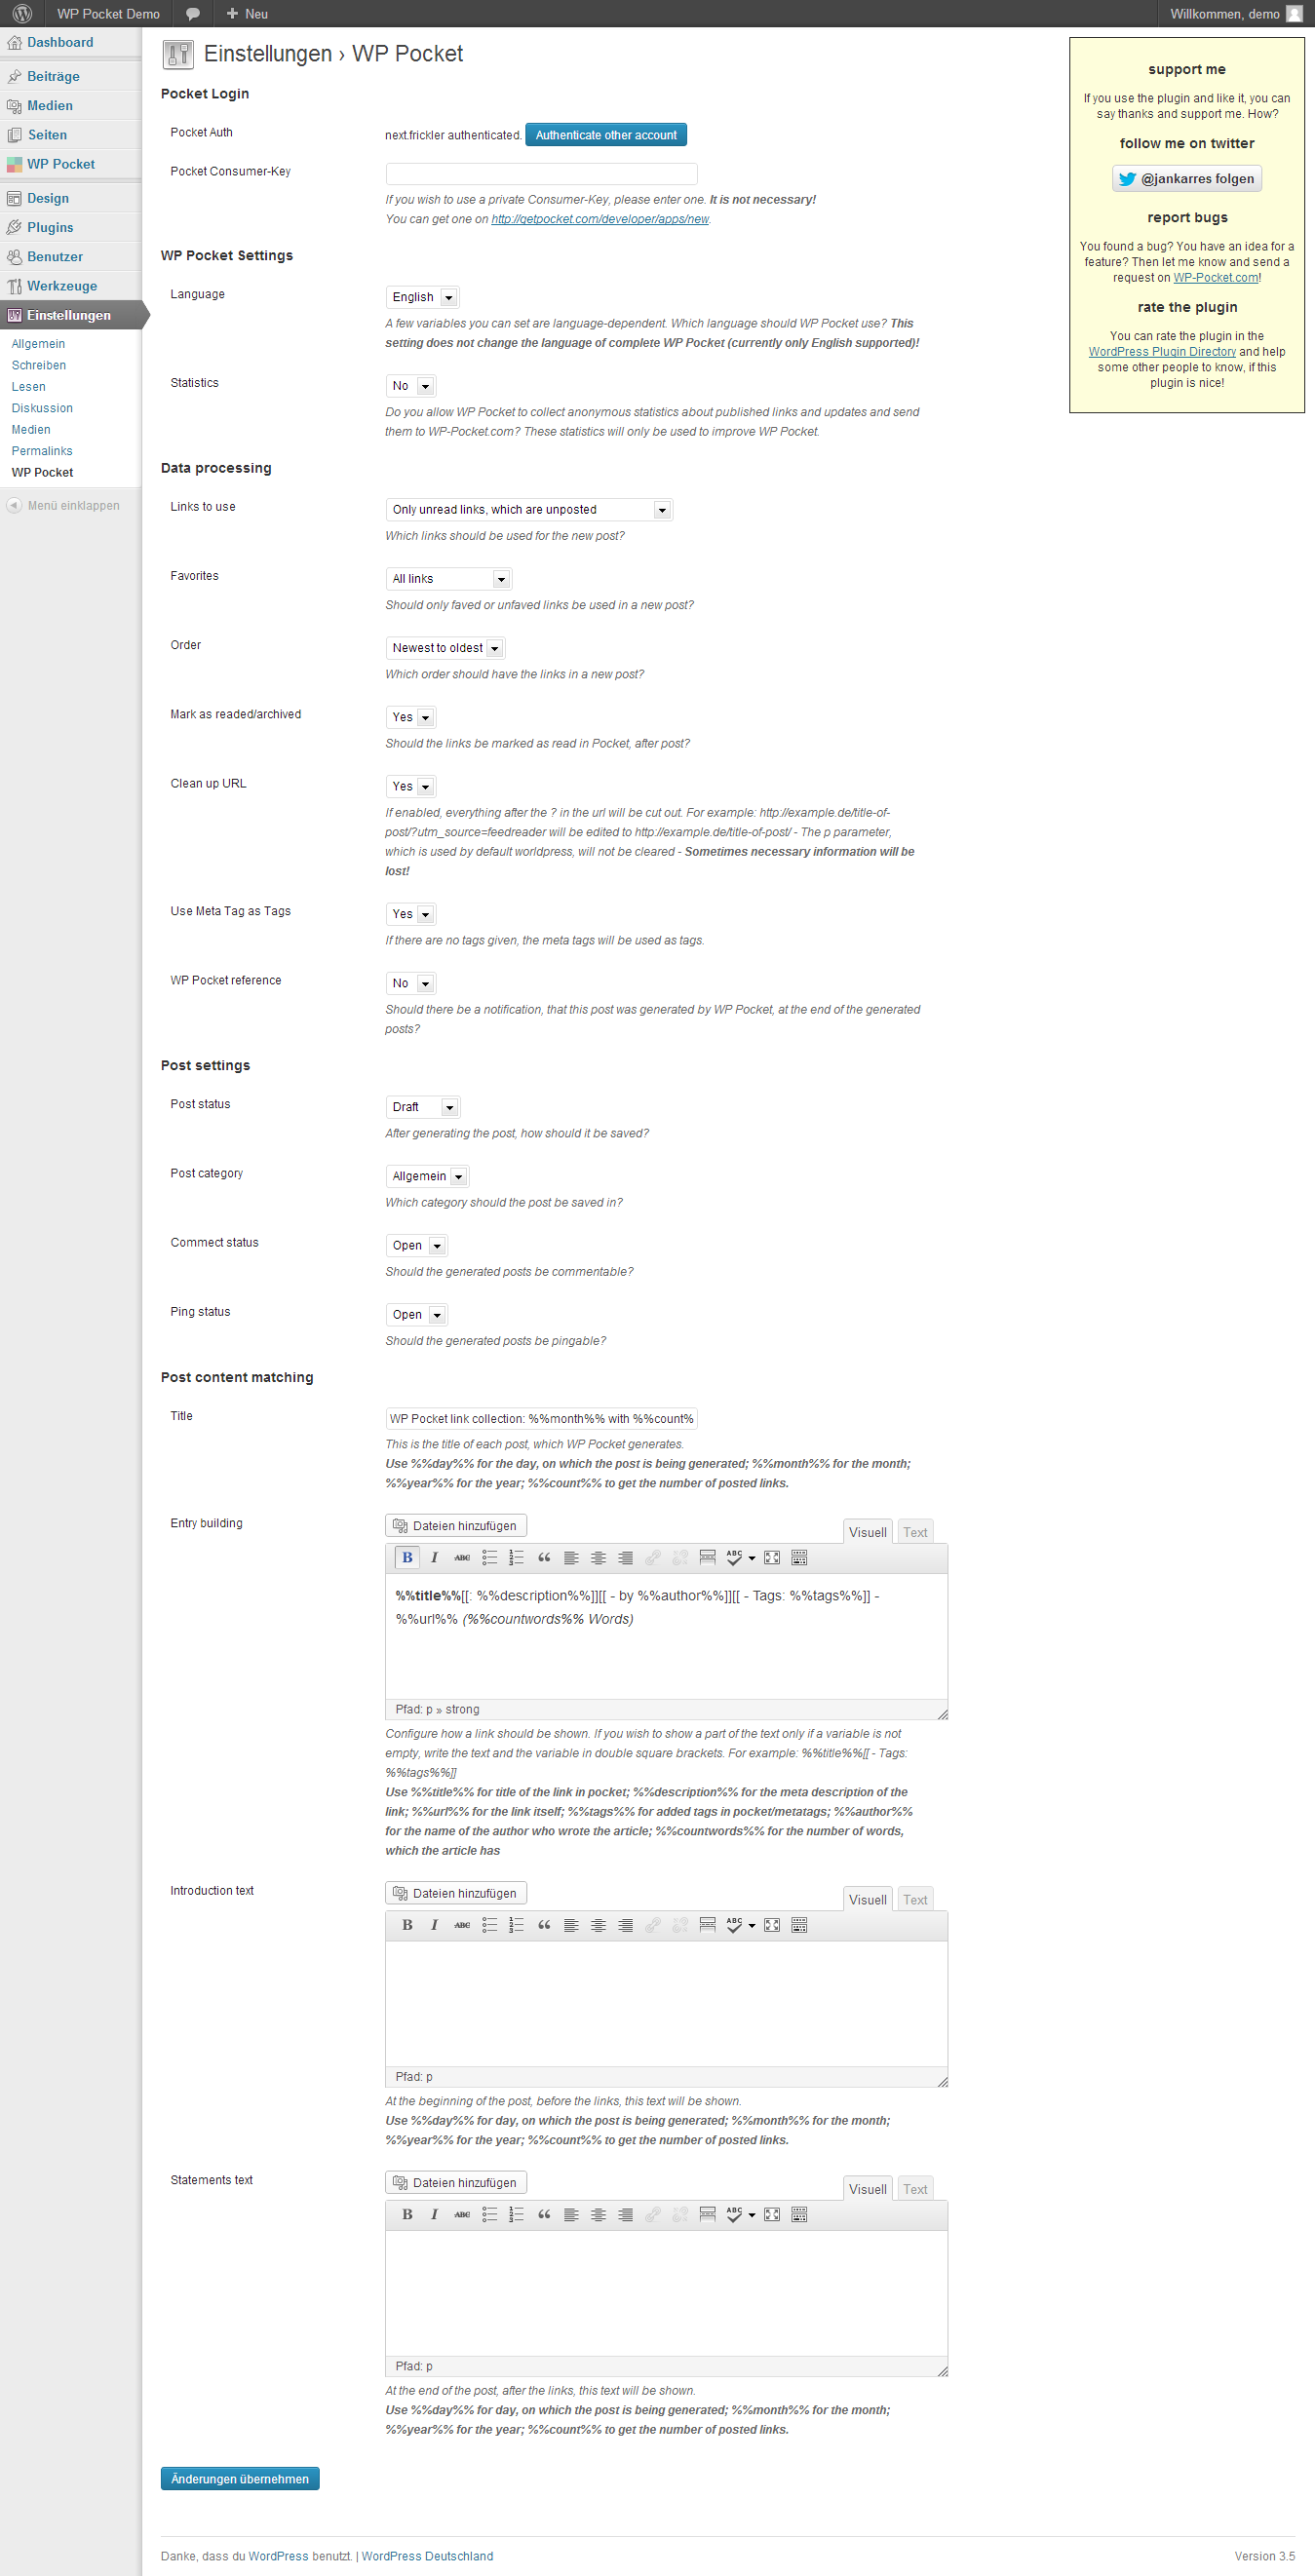 WP Pocket Demo
Neu
Willkommen, demo
Dashboard
Beiträge
Medien
Seiten
WP Pocket
Design
Plugins
Benutzer
Werkzeuge
Einstellungen
Allgemein
Schreiben
Lesen
Diskussion
Medien
Permalinks
WP Pocket
Menü einklappen
Einstellungen › WP Pocket
Pocket Login
Pocket Auth
next.frickler authenticated. Authenticate other account
Pocket Consumer-Key
If you wish to use a private Consumer-Key, please enter one. It is not necessary!
You can get one on http://getpocket.com/developer/apps/new.
WP Pocket Settings
Language
English
A few variables you can set are language-dependent. Which language should WP Pocket use? This
setting does not change the language of complete WP Pocket (currently only English supported)!
Statistics
No
Do you allow WP Pocket to collect anonymous statistics about published links and updates and send
them to WP-Pocket.com? These statistics will only be used to improve WP Pocket.
Data processing
Links to use
Only unread links, which are unposted
Which links should be used for the new post?
Favorites
All links
Should only faved or unfaved links be used in a new post?
Order
Newest to oldest
Which order should have the links in a new post?
Mark as readed/archived
Yes
Should the links be marked as read in Pocket, after post?
Clean up URL
Yes
If enabled, everything after the ? in the url will be cut out. For example: http://example.de/title-of-
post/?utm_source=feedreader will be edited to http://example.de/title-of-post/ - The p parameter,
which is used by default worldpress, will not be cleared - Sometimes necessary information will be
lost!
Use Meta Tag as Tags
Yes
If there are no tags given, the meta tags will be used as tags.
WP Pocket reference
No
Should there be a notification, that this post was generated by WP Pocket, at the end of the generated
posts?
Post settings
Post status
Draft
After generating the post, how should it be saved?
Post category
Allgemein
Which category should the post be saved in?
Commect status
Open
Should the generated posts be commentable?
Ping status
Open
Should the generated posts be pingable?
Post content matching
Title
WP Pocket link collection: %%month%% with %%count%
This is the title of each post, which WP Pocket generates.
Use %%day%% for the day, on which the post is being generated; %%month%% for the month;
%%year%% for the year; %%count%% to get the number of posted links.
Entry building
Dateien hinzufügen
Visuell Text
B I ABC ABC
%%title%%[[: %%description%%]][[ - by %%author%%]][[ - Tags: %%tags%%]] -
%%url%% (%%countwords%% Words)
Pfad: p » strong
Configure how a link should be shown. If you wish to show a part of the text only if a variable is not
empty, write the text and the variable in double square brackets. For example: %%title%%[[ - Tags:
%%tags%%]]
Use %%title%% for title of the link in pocket; %%description%% for the meta description of the
link; %%url%% for the link itself; %%tags%% for added tags in pocket/metatags; %%author%%
for the name of the author who wrote the article; %%countwords%% for the number of words,
which the article has
Introduction text
Dateien hinzufügen
Visuell Text
B I ABC ABC
Pfad: p
At the beginning of the post, before the links, this text will be shown.
Use %%day%% for day, on which the post is being generated; %%month%% for the month;
%%year%% for the year; %%count%% to get the number of posted links.
Statements text
Dateien hinzufügen
Visuell Text
B I ABC ABC
Pfad: p
At the end of the post, after the links, this text will be shown.
Use %%day%% for day, on which the post is being generated; %%month%% for the month;
%%year%% for the year; %%count%% to get the number of posted links.
Änderungen übernehmen
support me
If you use the plugin and like it, you can
say thanks and support me. How?
follow me on twitter
@jankarres folgen
report bugs
You found a bug? You have an idea for a
feature? Then let me know and send a
request on WP-Pocket.com!
rate the plugin
You can rate the plugin in the
WordPress Plugin Directory and help
some other people to know, if this
plugin is nice!
Danke, dass du WordPress benutzt. | WordPress Deutschland
Version 3.5